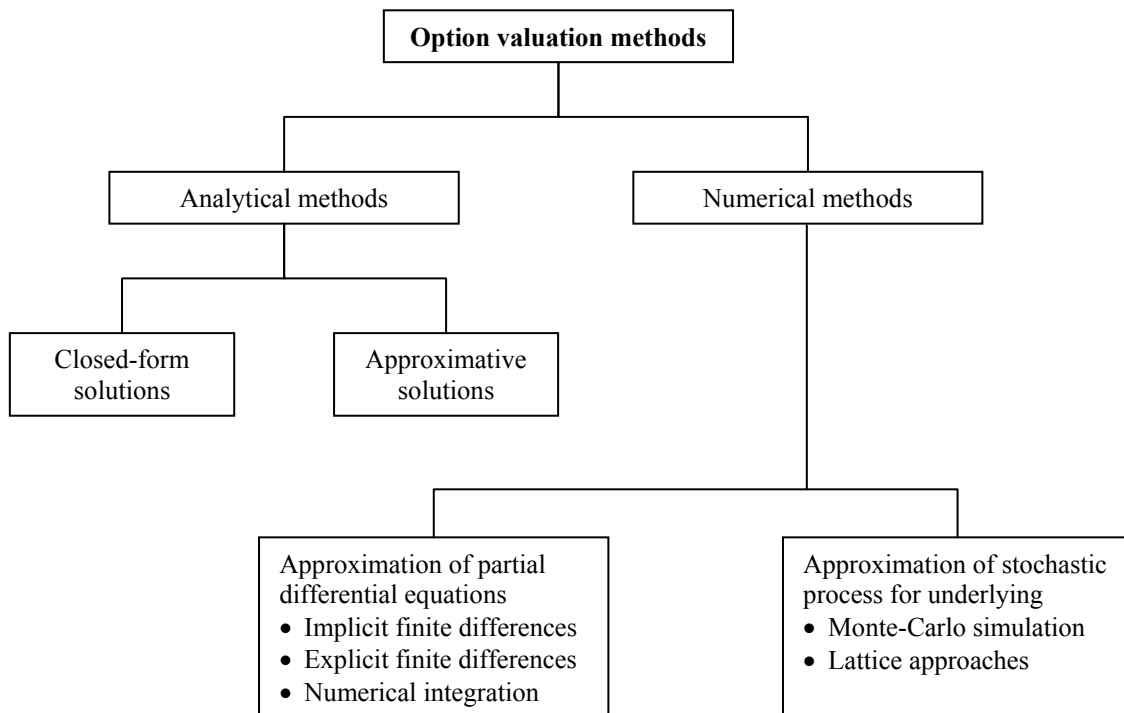 Option valuation methods
Analytical methods
Numerical methods
Closed-form
solutions
Approximative
solutions
Approximation of partial
differential equations
• Implicit finite differences
• Explicit finite differences
• Numerical integration
Approximation of stochastic
process for underlying
• Monte-Carlo simulation
• Lattice approaches